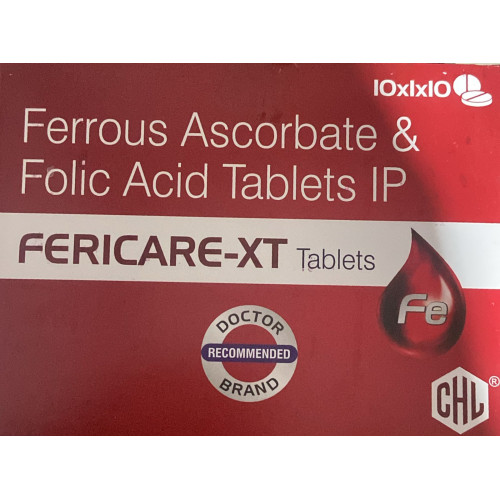 10x1x10
Ferrous Ascorbate &
Folic Acid Tablets IP
FERICARE-XT Tablets
Fe
DOCTOR
RECOMMENDED
BRAND
CHL®